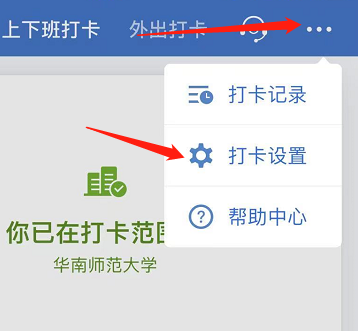 上下班打卡 外出打卡
打卡记录
打卡设置
帮助中心
你已在打卡范
华南师范大学